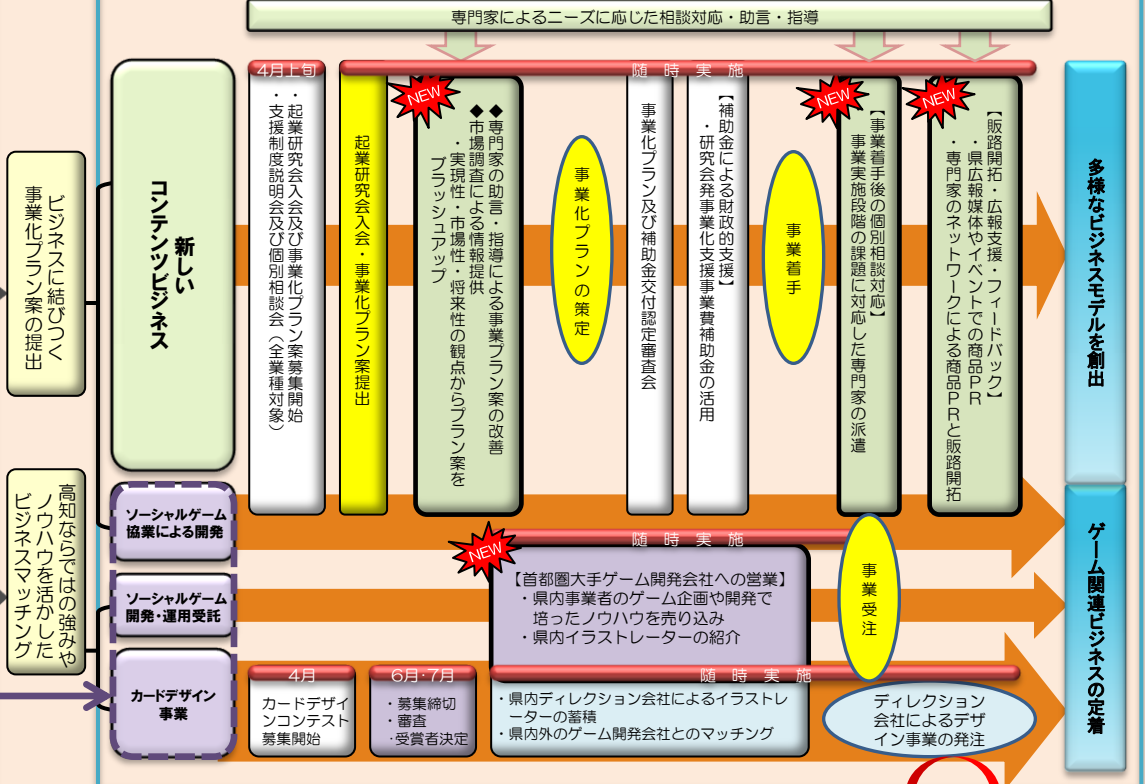 専門家によるニーズに応じた相談対応・助言・指導
ビジネスに結びつく
事業化プラン案の提出
高知ならではの強みや
ノウハウを活かした
ビジネスマッチング
新しい
コンテンツビジネス
4月上旬
・起業研究会入会及び事業化プラン案募集開始
・支援制度説明会及び個別相談会（全業種対象）
随時実施
起業研究会入会・事業化プラン案提出
NEW
◆専門家の助言・指導による事業プラン案の改善
◆市場調査による情報提供
・実現性・市場性・将来性の観点からプラン案を
ブラッシュアップ
事業化プランの策定
事業化プラン及び補助金交付認定審査会
【補助金による財政的支援】
・研究会発事業化支援事業費補助金の活用
事業着手
NEW
【事業着手後の個別相談対応】
事業実施段階の課題に対応した専門家の派遣
NEW
【販路開拓・広報支援・フィードバック】
・県広報媒体やイベントでの商品PR
・専門家のネットワークによる商品PRと販路開拓
多様なビジネスモデルを創出
ソーシャルゲーム
協業による開発
ソーシャルゲーム
開発・運用受託
カードデザイン
事業
NEW
随時実施
【首都圏大手ゲーム開発会社への営業】
・県内事業者のゲーム企画や開発で
培ったノウハウを売り込み
・県内イラストレーターの紹介
事業受注
4月
カードデザイ
ンコンテスト
募集開始
6月・7月
・募集締切
・審査
・受賞者決定
随時実施
・県内ディレクション会社によるイラストレ
ーターの蓄積
・県内外のゲーム開発会社とのマッチング
ディレクション
会社によるデザ
イン事業の発注
ゲーム関連ビジネスの定着